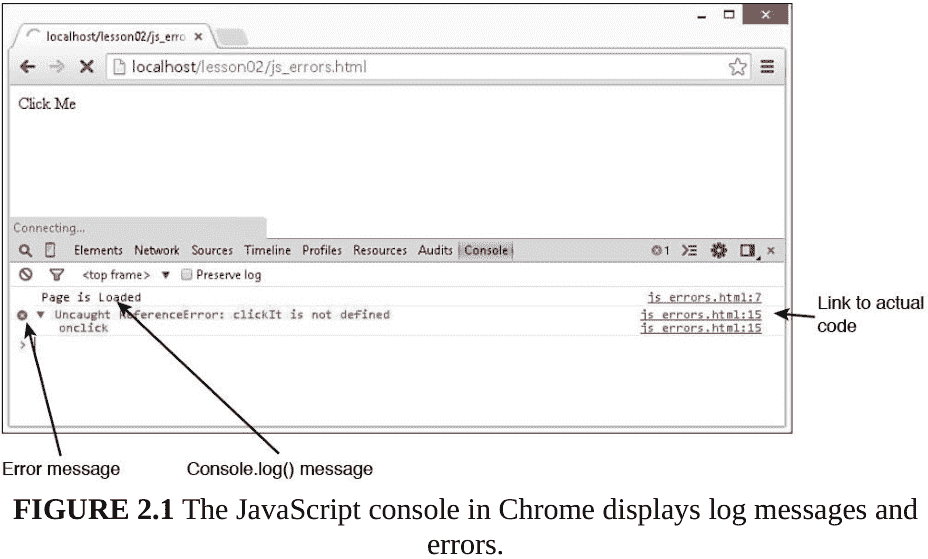 localhost/lesson02/js_erro
localhost/lesson02/js_errors.html
Click Me
Connecting...
Elements Network Sources Timeline Profiles Resources Audits Console 1
<top frame> Preserve log
Page is Loaded js_errors.html:7
Uncaught ReferenceError: clickIt is not defined js_errors.html:15
onclick js_errors.html:15
Link to actual
code
Error message Console.log() message
FIGURE 2.1 The JavaScript console in Chrome displays log messages and
errors.